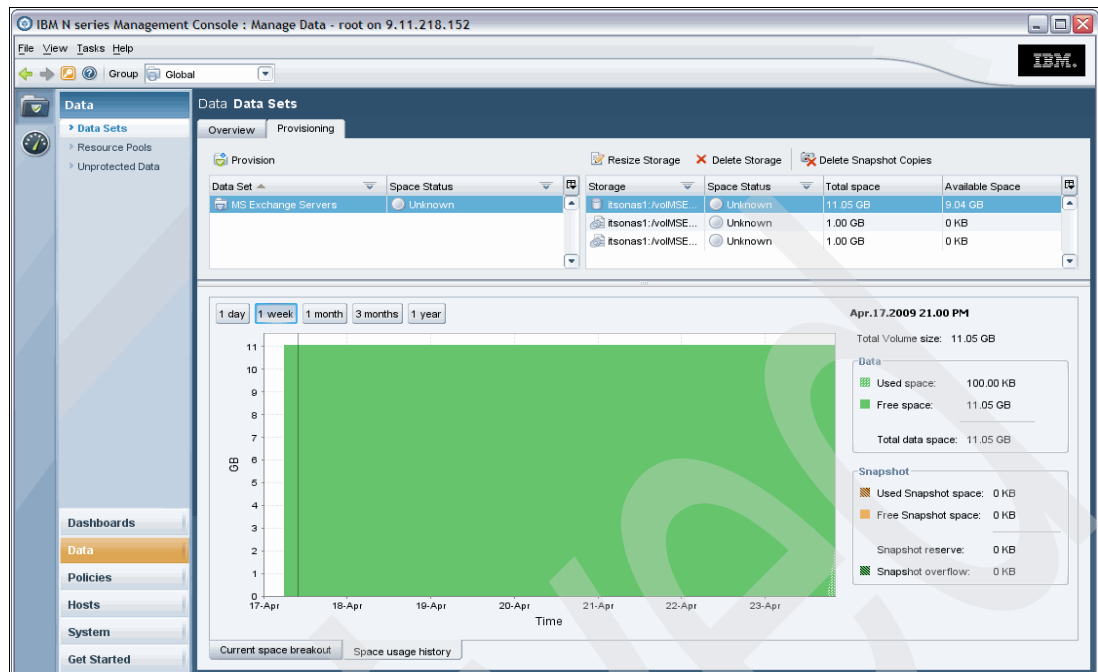 IBM N series Management Console : Manage Data - root on 9.11.218.152
File View Tasks Help
Group Global
IBM.
Data
Data Sets
Resource Pools
Unprotected Data
Dashboards
Data
Policies
Hosts
System
Get Started
Data Data Sets
Overview Provisioning
Provision
Data Set Space Status
MS Exchange Servers Unknown
Resize Storage Delete Storage Delete Snapshot Copies
Storage Space Status Total space Available Space
itsonas1:/volMSE... Unknown 11.05 GB 9.04 GB
itsonas1:/volMSE... Unknown 1.00 GB 0 KB
itsonas1:/volMSE... Unknown 1.00 GB 0 KB
1 day 1 week 1 month 3 months 1 year
GB
11
10
9
8
7
6
5
4
3
2
1
0
17-Apr 18-Apr 19-Apr 20-Apr 21-Apr 22-Apr 23-Apr
Time
Apr.17.2009 21.00 PM
Total Volume size: 11.05 GB
Data
Used space: 100.00 KB
Free space: 11.05 GB
Total data space: 11.05 GB
Snapshot
Used Snapshot space: 0 KB
Free Snapshot space: 0 KB
Snapshot reserve: 0 KB
Snapshot overflow: 0 KB
Current space breakout Space usage history